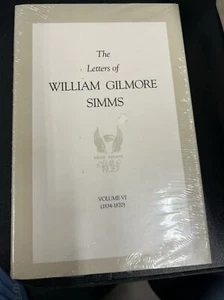 The
Letters of
WILLIAM GILMORE
SIMMS
VOLUME VI
(1834-1870)